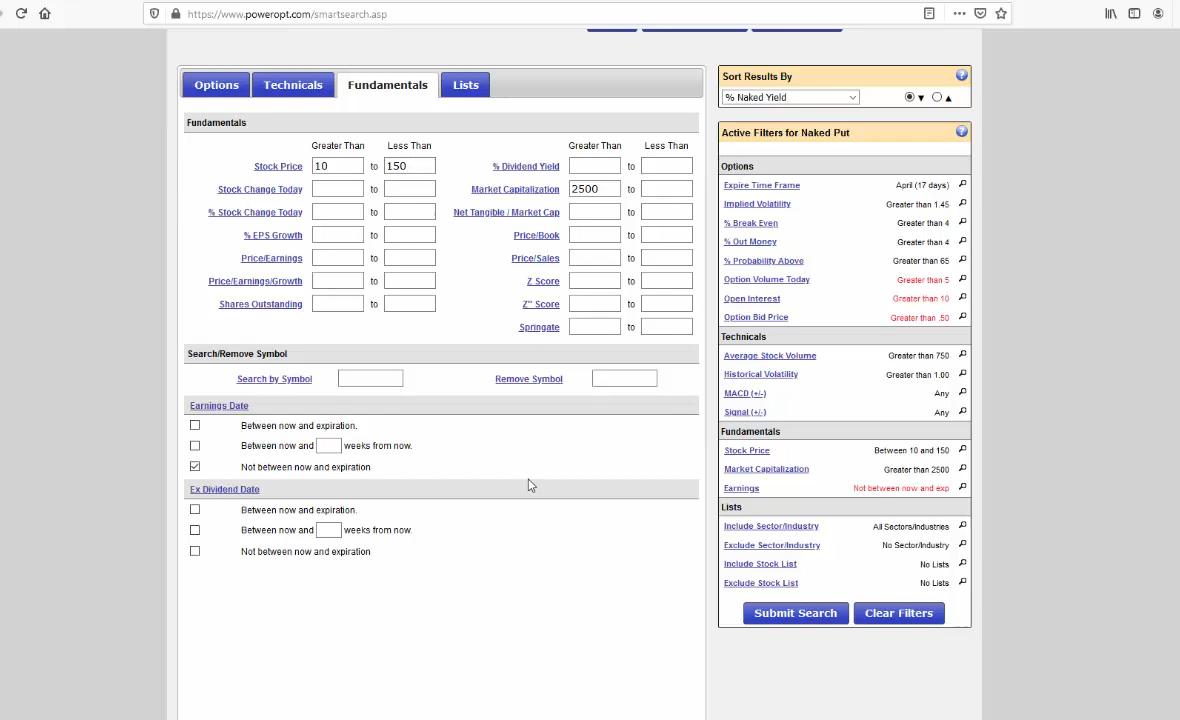 https://www.poweropt.com/smartsearch.asp
Options Technicals Fundamentals Lists
Fundamentals
Greater Than Less Than Greater Than Less Than
Stock Price 10 to 150 % Dividend Yield to
Stock Change Today to Market Capitalization 2500 to
% Stock Change Today to Net Tangible / Market Cap to
% EPS Growth to Price/Book to
Price/Earnings to Price/Sales to
Price/Earnings/Growth to Z Score to
Shares Outstanding to Z" Score to
Springate to
Search/Remove Symbol
Search by Symbol Remove Symbol
Earnings Date
Between now and expiration.
Between now and weeks from now.
Not between now and expiration
Ex Dividend Date
Between now and expiration.
Between now and weeks from now.
Not between now and expiration
Sort Results By ?
% Naked Yield ▼ ▲
Active Filters for Naked Put ?
Options
Expire Time Frame April (17 days)
Implied Volatility Greater than 1.45
% Break Even Greater than 4
% Out Money Greater than 4
% Probability Above Greater than 65
Option Volume Today Greater than 5
Open Interest Greater than 10
Option Bid Price Greater than .50
Technicals
Average Stock Volume Greater than 750
Historical Volatility Greater than 1.00
MACD (+/-) Any
Signal (+/-) Any
Fundamentals
Stock Price Between 10 and 150
Market Capitalization Greater than 2500
Earnings Not between now and exp
Lists
Include Sector/Industry All Sectors/Industries
Exclude Sector/Industry No Sector/Industry
Include Stock List No Lists
Exclude Stock List No Lists
Submit Search Clear Filters